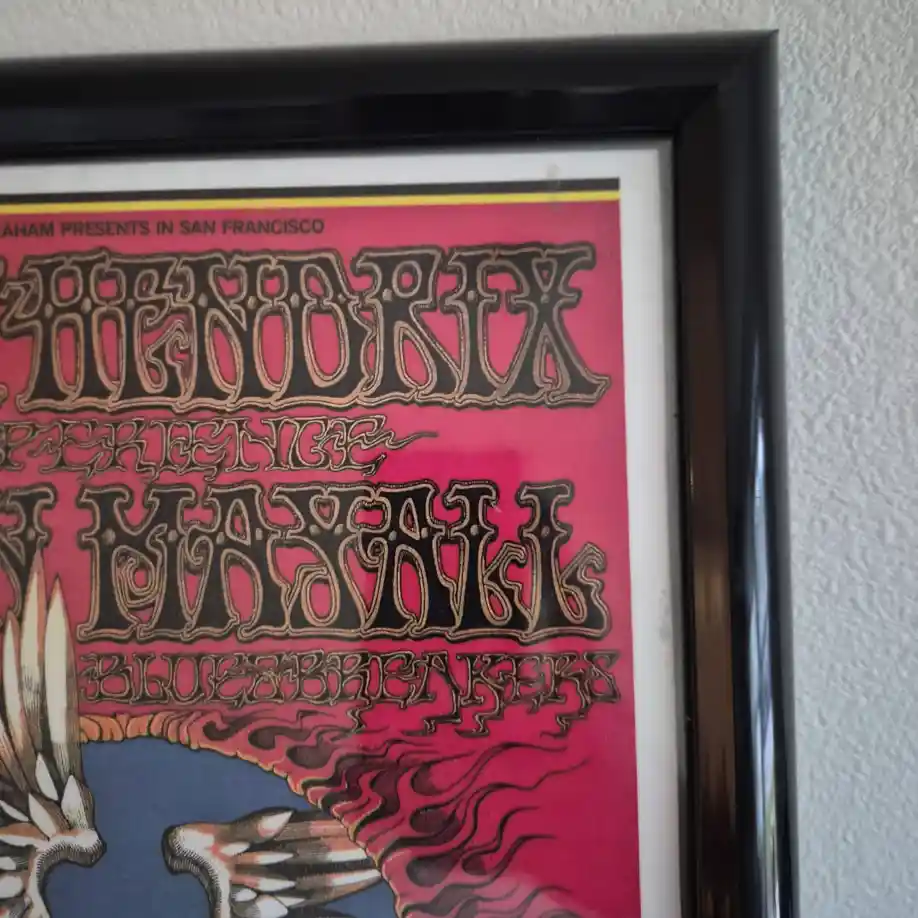 AHAM PRESENTS IN SAN FRANCISCO
HENDRIX
PERIENCE
N MAYALL
BLUESBREAKERS